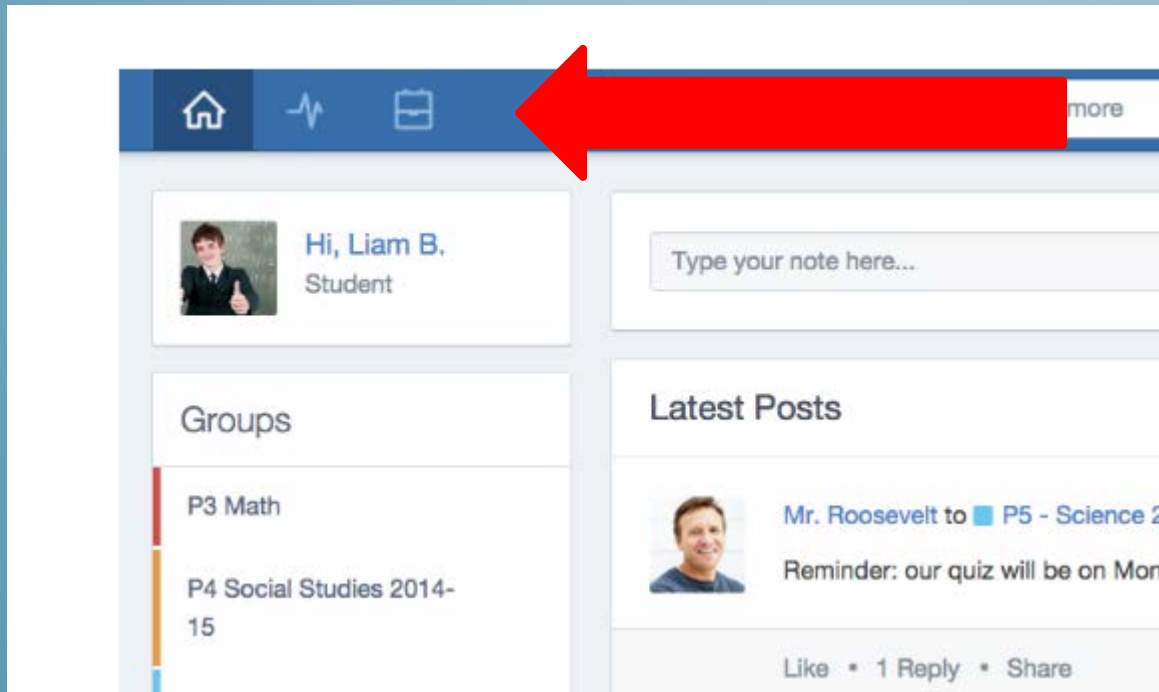 more
Hi, Liam B.
Student
Type your note here...
Groups
P3 Math
P4 Social Studies 2014-
15
Latest Posts
Mr. Roosevelt to P5 - Science 2
Reminder: our quiz will be on Mon
Like • 1 Reply • Share